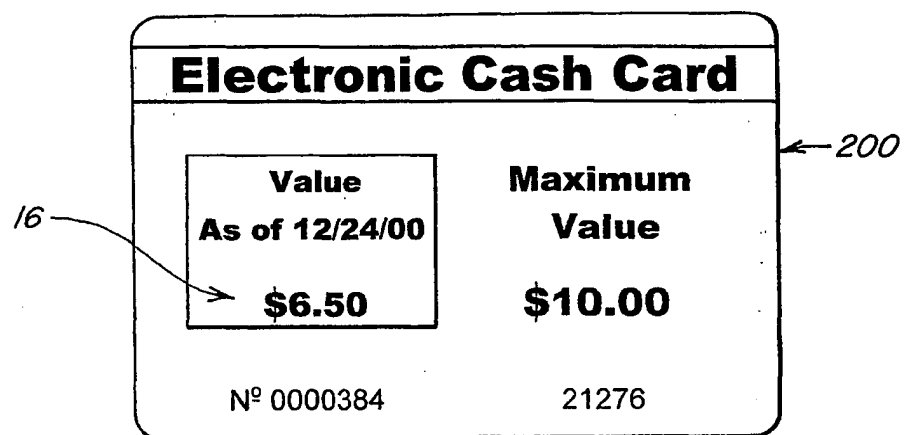 Electronic Cash Card
200
Value
As of 12/24/00
$6.50
16
Maximum
Value
$10.00
Nº 0000384
21276